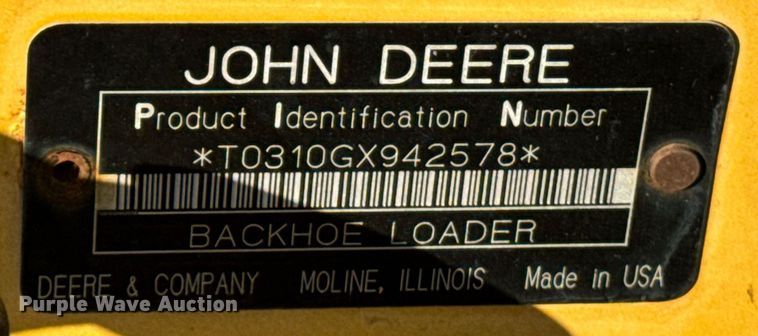 JOHN DEERE
Product Identification Number
*T0310GX942578*
BACKHOE LOADER
DEERE & COMPANY MOLINE, ILLINOIS Made in USA
Purple Wave Auction